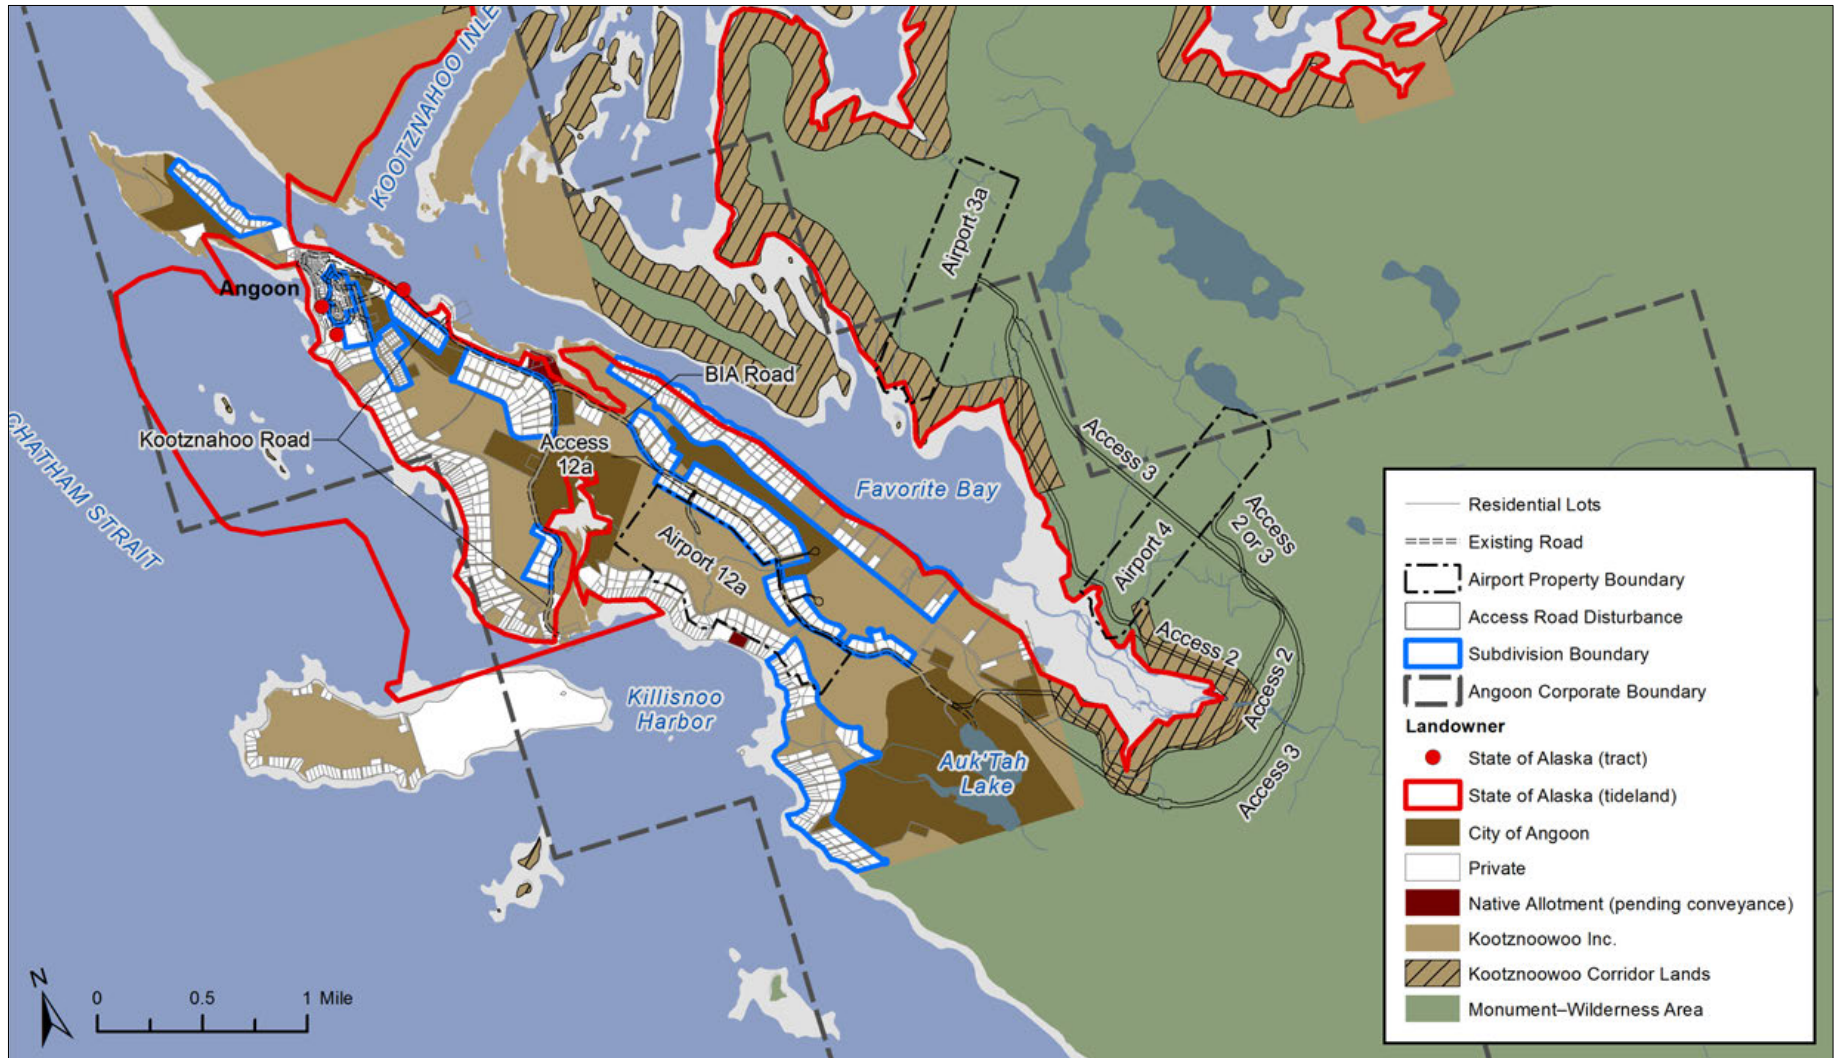 KOOTZNAHOO INLE
Airport 3a
Angoon
BIA Road
Kootznahoo Road
Access
12a
Access 3
CHATHAM STRAIT
Favorite Bay
Access
2 or 3
Airport 12a
Airport 4
Access 2
Access 2
Killisnoo
Harbor
Auk'Tah
Lake
Access 3
N
0 0.5 1 Mile
Residential Lots
Existing Road
Airport Property Boundary
Access Road Disturbance
Subdivision Boundary
Angoon Corporate Boundary
Landowner
State of Alaska (tract)
State of Alaska (tideland)
City of Angoon
Private
Native Allotment (pending conveyance)
Kootznoowoo Inc.
Kootznoowoo Corridor Lands
Monument–Wilderness Area